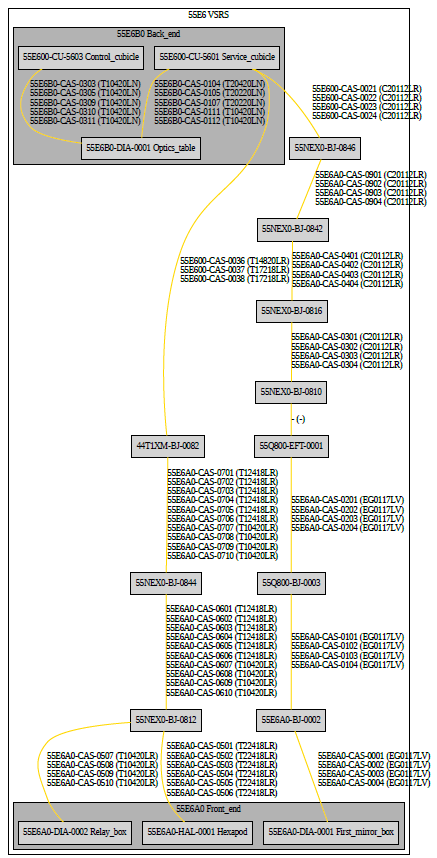 55E6 VSRS
55E6B0 Back_end
55E600-CU-5603 Control_cubicle
55E600-CU-5601 Service_cubicle
55E6B0-CAS-0303 (T10420LN)
55E6B0-CAS-0305 (T10420LN)
55E6B0-CAS-0309 (T10420LN)
55E6B0-CAS-0310 (T10420LN)
55E6B0-CAS-0311 (T10420LN)
55E6B0-CAS-0104 (T20420LN)
55E6B0-CAS-0105 (T20220LN)
55E6B0-CAS-0107 (T20220LN)
55E6B0-CAS-0111 (T10420LN)
55E6B0-CAS-0112 (T10420LN)
55E600-CAS-0021 (C20112LR)
55E600-CAS-0022 (C20112LR)
55E600-CAS-0023 (C20112LR)
55E600-CAS-0024 (C20112LR)
55E6B0-DIA-0001 Optics_table
55NEX0-BJ-0846
55E6A0-CAS-0901 (C20112LR)
55E6A0-CAS-0902 (C20112LR)
55E6A0-CAS-0903 (C20112LR)
55E6A0-CAS-0904 (C20112LR)
55NEX0-BJ-0842
55E600-CAS-0036 (T14820LR)
55E600-CAS-0037 (T17218LR)
55E600-CAS-0038 (T17218LR)
55E6A0-CAS-0401 (C20112LR)
55E6A0-CAS-0402 (C20112LR)
55E6A0-CAS-0403 (C20112LR)
55E6A0-CAS-0404 (C20112LR)
55NEX0-BJ-0816
55E6A0-CAS-0301 (C20112LR)
55E6A0-CAS-0302 (C20112LR)
55E6A0-CAS-0303 (C20112LR)
55E6A0-CAS-0304 (C20112LR)
55NEX0-BJ-0810
- (-)
44T1XM-BJ-0082
55Q800-EFT-0001
55E6A0-CAS-0701 (T12418LR)
55E6A0-CAS-0702 (T12418LR)
55E6A0-CAS-0703 (T12418LR)
55E6A0-CAS-0704 (T12418LR)
55E6A0-CAS-0705 (T12418LR)
55E6A0-CAS-0706 (T12418LR)
55E6A0-CAS-0707 (T10420LR)
55E6A0-CAS-0708 (T10420LR)
55E6A0-CAS-0709 (T10420LR)
55E6A0-CAS-0710 (T10420LR)
55E6A0-CAS-0201 (EG0117LV)
55E6A0-CAS-0202 (EG0117LV)
55E6A0-CAS-0203 (EG0117LV)
55E6A0-CAS-0204 (EG0117LV)
55NEX0-BJ-0844
55Q800-BJ-0003
55E6A0-CAS-0601 (T12418LR)
55E6A0-CAS-0602 (T12418LR)
55E6A0-CAS-0603 (T12418LR)
55E6A0-CAS-0604 (T12418LR)
55E6A0-CAS-0605 (T12418LR)
55E6A0-CAS-0606 (T12418LR)
55E6A0-CAS-0607 (T10420LR)
55E6A0-CAS-0608 (T10420LR)
55E6A0-CAS-0609 (T10420LR)
55E6A0-CAS-0610 (T10420LR)
55E6A0-CAS-0101 (EG0117LV)
55E6A0-CAS-0102 (EG0117LV)
55E6A0-CAS-0103 (EG0117LV)
55E6A0-CAS-0104 (EG0117LV)
55NEX0-BJ-0812
55E6A0-BJ-0002
55E6A0-CAS-0507 (T10420LR)
55E6A0-CAS-0508 (T10420LR)
55E6A0-CAS-0509 (T10420LR)
55E6A0-CAS-0510 (T10420LR)
55E6A0-CAS-0501 (T22418LR)
55E6A0-CAS-0502 (T22418LR)
55E6A0-CAS-0503 (T22418LR)
55E6A0-CAS-0504 (T22418LR)
55E6A0-CAS-0505 (T22418LR)
55E6A0-CAS-0506 (T22418LR)
55E6A0-CAS-0001 (EG0117LV)
55E6A0-CAS-0002 (EG0117LV)
55E6A0-CAS-0003 (EG0117LV)
55E6A0-CAS-0004 (EG0117LV)
55E6A0 Front_end
55E6A0-DIA-0002 Relay_box
55E6A0-HAL-0001 Hexapod
55E6A0-DIA-0001 First_mirror_box